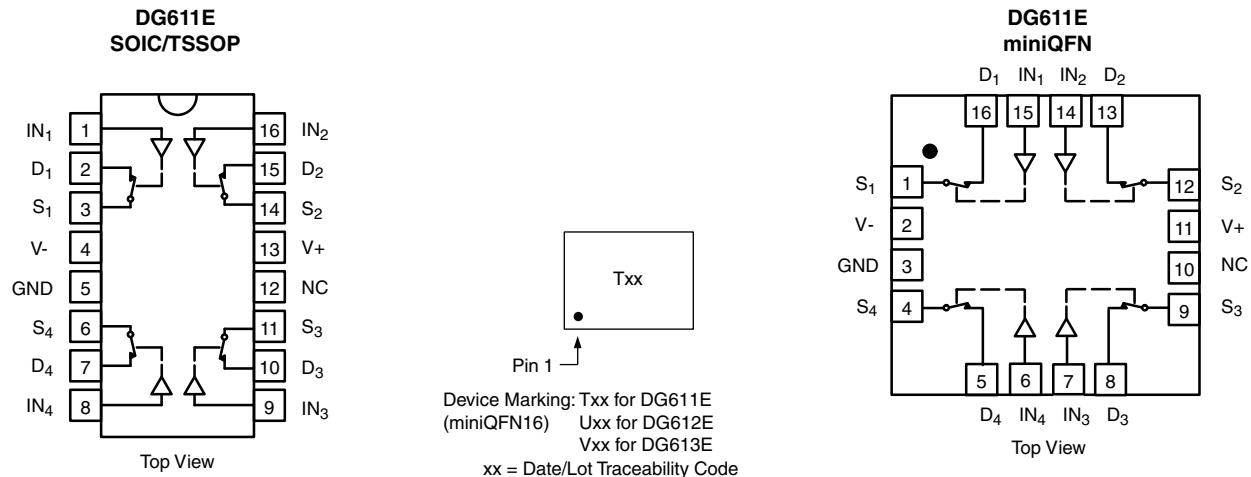 DG611E
SOIC/TSSOP
IN1 1 16 IN2
D1 2 15 D2
S1 3 14 S2
V- 4 13 V+
GND 5 12 NC
S4 6 11 S3
D4 7 10 D3
IN4 8 9 IN3
Top View
Txx
Pin 1
Device Marking: Txx for DG611E
(miniQFN16) Uxx for DG612E
Vxx for DG613E
xx = Date/Lot Traceability Code
DG611E
miniQFN
D1 IN1 IN2 D2
16 15 14 13
S1 1 12 S2
V- 2 11 V+
GND 3 10 NC
S4 4 9 S3
5 6 7 8
D4 IN4 IN3 D3
Top View